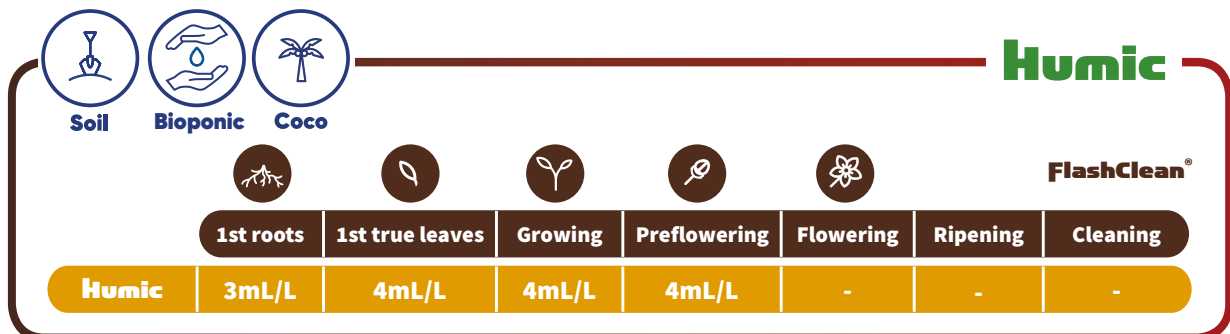 Humic
Soil Bioponic Coco
FlashClean®
1st roots 1st true leaves Growing Preflowering Flowering Ripening Cleaning
Humic 3mL/L 4mL/L 4mL/L 4mL/L - - -